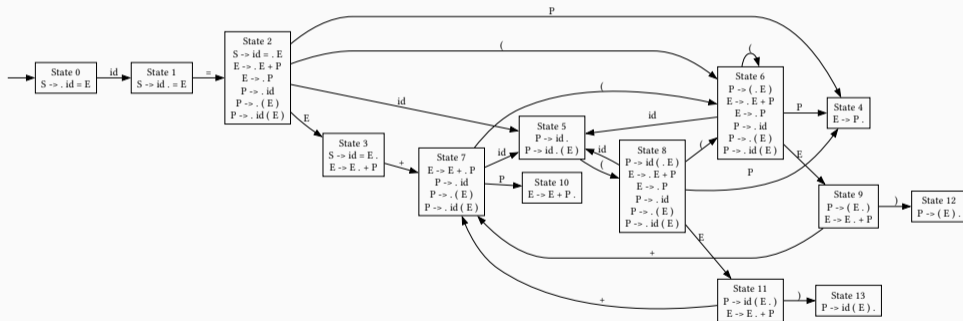 State 0
S -> . id = E
id
State 1
S -> id . = E
=
State 2
S -> id = . E
E -> . E + P
E -> . P
P -> . id
P -> . ( E )
P -> . id ( E )
P
(
id
E
State 3
S -> id = E .
E -> E . + P
+
State 7
E -> E + . P
P -> . id
P -> . ( E )
P -> . id ( E )
(
id
P
State 5
P -> id .
P -> id . ( E )
(
State 10
E -> E + P .
State 8
P -> id ( . E )
E -> . E + P
E -> . P
P -> . id
P -> . ( E )
P -> . id ( E )
id
(
P
E
State 6
P -> ( . E )
E -> . E + P
E -> . P
P -> . id
P -> . ( E )
P -> . id ( E )
(
id
P
E
State 4
E -> P .
State 9
P -> ( E . )
E -> E . + P
)
+
State 12
P -> ( E ) .
State 11
P -> id ( E . )
E -> E . + P
)
+
State 13
P -> id ( E ) .